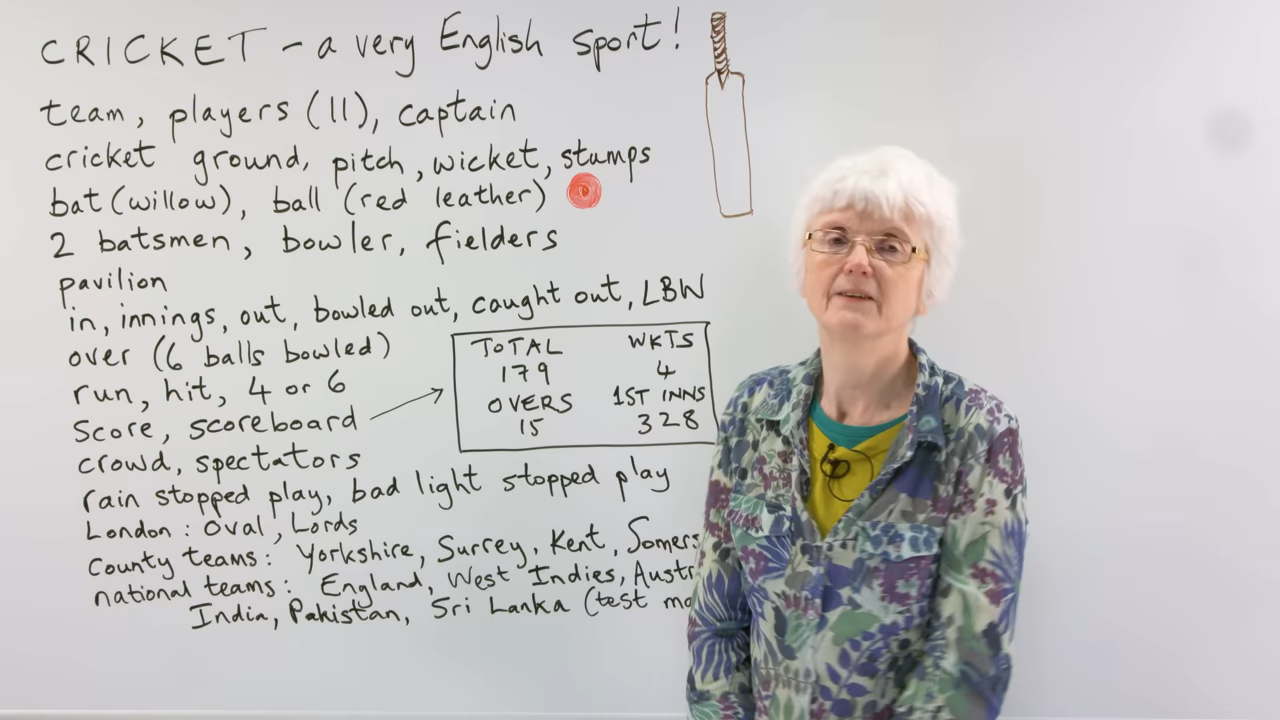 CRICKET - a very English sport!
team, players (11), captain
cricket ground, pitch, wicket, stumps
bat (willow), ball (red leather)
2 batsmen, bowler, fielders
pavilion
in, innings, out, bowled out, caught out, LBW
over (6 balls bowled)
run, hit, 4 or 6
score, scoreboard
TOTAL WKTS
179 4
OVERS 1ST INNS
15 328
crowd, spectators
rain stopped play, bad light stopped play
London: Oval, Lords
County teams: Yorkshire, Surrey, Kent, Somers
national teams: England, West Indies, Austr
India, Pakistan, Sri Lanka (test ma